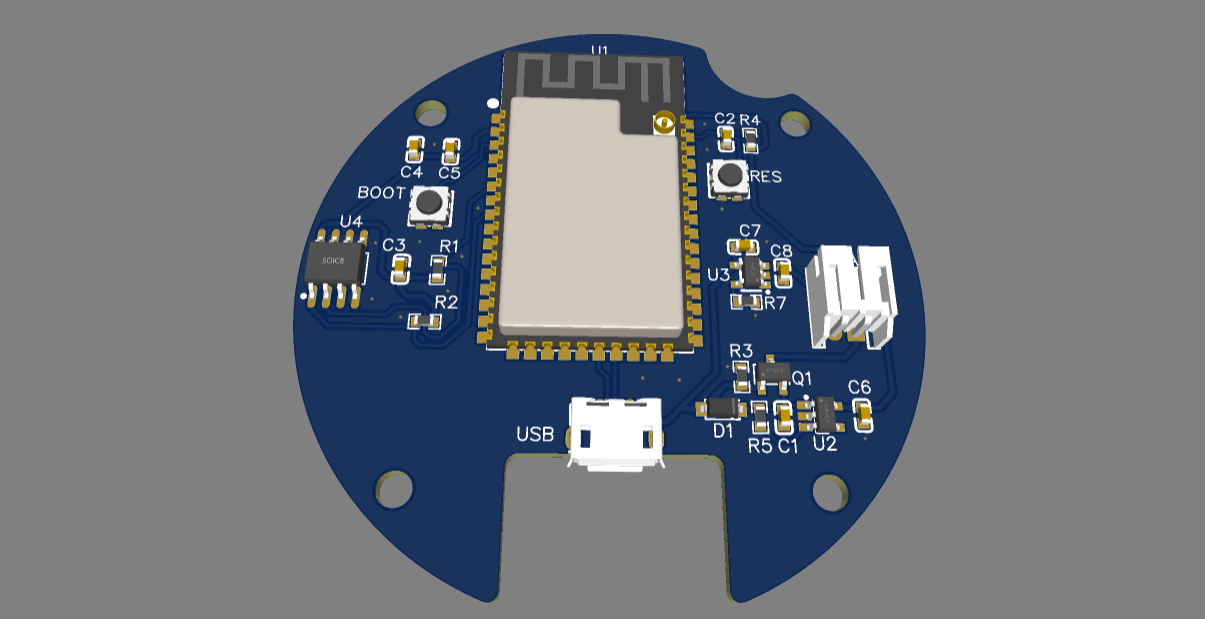 U1
C2 R4
C4 C5
BOOT
RES
U4
C3 R1
C7
C8
U3
SOIC8
R2
R7
R3
Q1
C6
D1
R5 C1 U2
USB